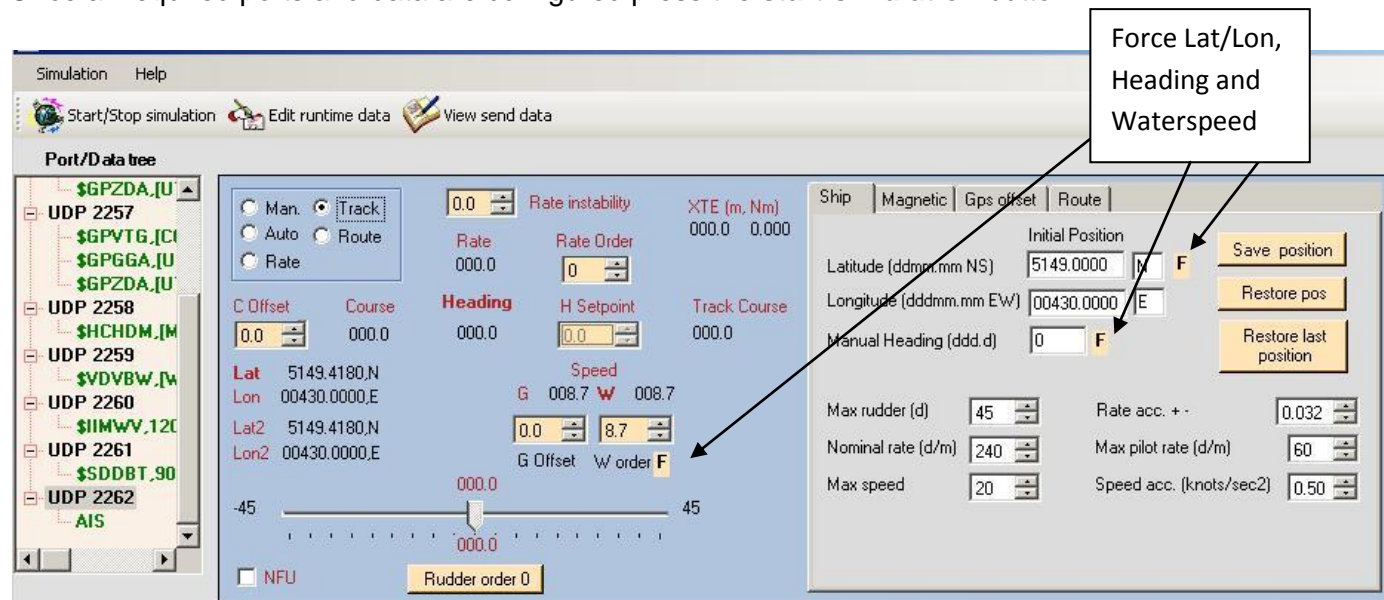 Force Lat/Lon,
Heading and
Waterspeed
Simulation Help
Start/Stop simulation Edit runtime data View send data
Port/Data tree
$GPZDA,[U
UDP 2257
$GPVTG,[C
$GPGGA,[U
$GPZDA,[U
UDP 2258
$HCHDM,[M
UDP 2259
$VDVBW,[W
UDP 2260
$IIMWV,120
UDP 2261
$SDDBT,90
UDP 2262
AIS
Man. Track
Auto Route
Rate
0.0 Rate instability
XTE (m, Nm)
000.0 0.000
Rate Rate Order
000.0 0
C Offset Course Heading H Setpoint Track Course
0.0 000.0 000.0 0.0 000.0
Lat 5149.4180,N
Lon 00430.0000,E
Lat2 5149.4180,N
Lon2 00430.0000,E
Speed
G 008.7 W 008.7
0.0 8.7
G Offset W order F
000.0
-45 45
000.0
NFU Rudder order 0
Ship Magnetic Gps offset Route
Initial Position
Latitude (ddmm.mm NS) 5149.0000 N F Save position
Longitude (dddmm.mm EW) 00430.0000 E Restore pos
Manual Heading (ddd.d) 0 F Restore last
position
Max rudder (d) 45 Rate acc. + - 0.032
Nominal rate (d/m) 240 Max pilot rate (d/m) 60
Max speed 20 Speed acc. (knots/sec2) 0.50